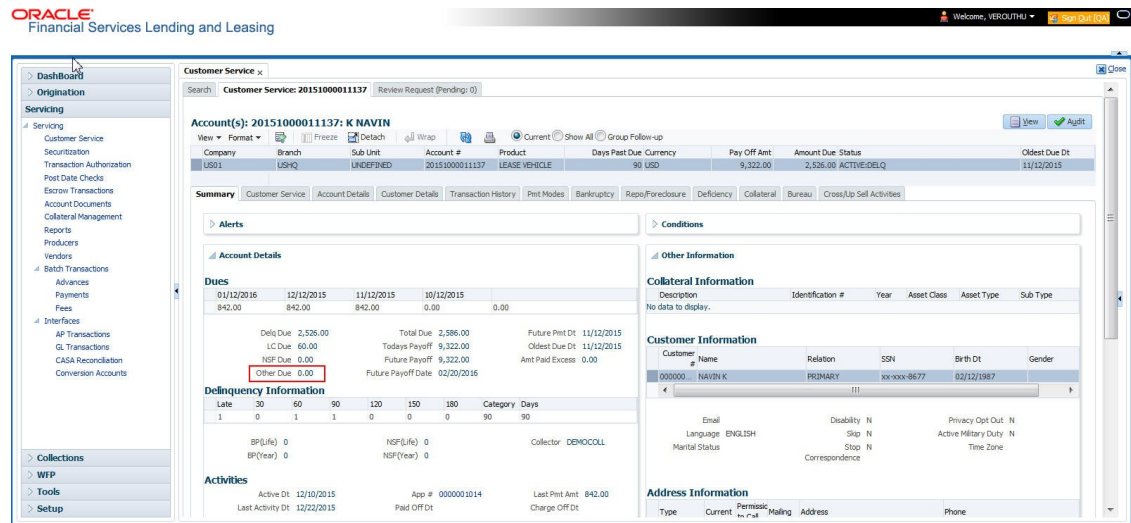 ORACLE
Financial Services Lending and Leasing
Welcome, VEROUTHU
Sign Out [QA]
Close
DashBoard
Origination
Servicing
Servicing
Customer Service
Securitization
Transaction Authorization
Post Date Checks
Escrow Transactions
Account Documents
Collateral Management
Reports
Producers
Vendors
Batch Transactions
Advances
Payments
Fees
Interfaces
AP Transactions
GL Transactions
CASA Reconciliation
Conversion Accounts
Collections
WFP
Tools
Setup
Customer Service x
Search Customer Service: 20151000011137 Review Request (Pending: 0)
Account(s): 20151000011137: K NAVIN
View Audit
View Format Freeze Detach Wrap Current Show All Group Follow-up
Company Branch Sub Unit Account # Product Days Past Due Currency Pay Off Amt Amount Due Status Oldest Due Dt
US01 USHQ UNDEFINED 20151000011137 LEASE VEHICLE 90 USD 9,322.00 2,526.00 ACTIVE:DELQ 11/12/2015
Summary Customer Service Account Details Customer Details Transaction History Pmt Modes Bankruptcy Repo/Foreclosure Deficiency Collateral Bureau Cross/Up Sell Activities
Alerts
Account Details
Dues
01/12/2016 12/12/2015 11/12/2015 10/12/2015
842.00 842.00 842.00 0.00 0.00
Delq Due 2,526.00 Total Due 2,586.00 Future Pmt Dt 11/12/2015
LC Due 60.00 Todays Payoff 9,322.00 Oldest Due Dt 11/12/2015
NSF Due 0.00 Future Payoff 9,322.00 Amt Paid Excess 0.00
Other Due 0.00 Future Payoff Date 02/20/2016
Delinquency Information
Late 30 60 90 120 150 180 Category Days
1 0 1 1 0 0 0 90 90
BP(Life) 0 NSF(Life) 0 Collector DEMOCOLL
BP(Year) 0 NSF(Year) 0
Activities
Active Dt 12/10/2015 App # 0000001014 Last Pmt Amt 842.00
Last Activity Dt 12/22/2015 Paid Off Dt Charge Off Dt
Conditions
Other Information
Collateral Information
Description Identification # Year Asset Class Asset Type Sub Type
No data to display.
Customer Information
Customer # Name Relation SSN Birth Dt Gender
000000... NAVIN K PRIMARY xx-xxx-8677 02/12/1987
Email Disability N Privacy Opt Out N
Language ENGLISH Skip N Active Military Duty N
Marital Status Stop Correspondence N Time Zone
Address Information
Type Current Permissic to Call Mailing Address Phone